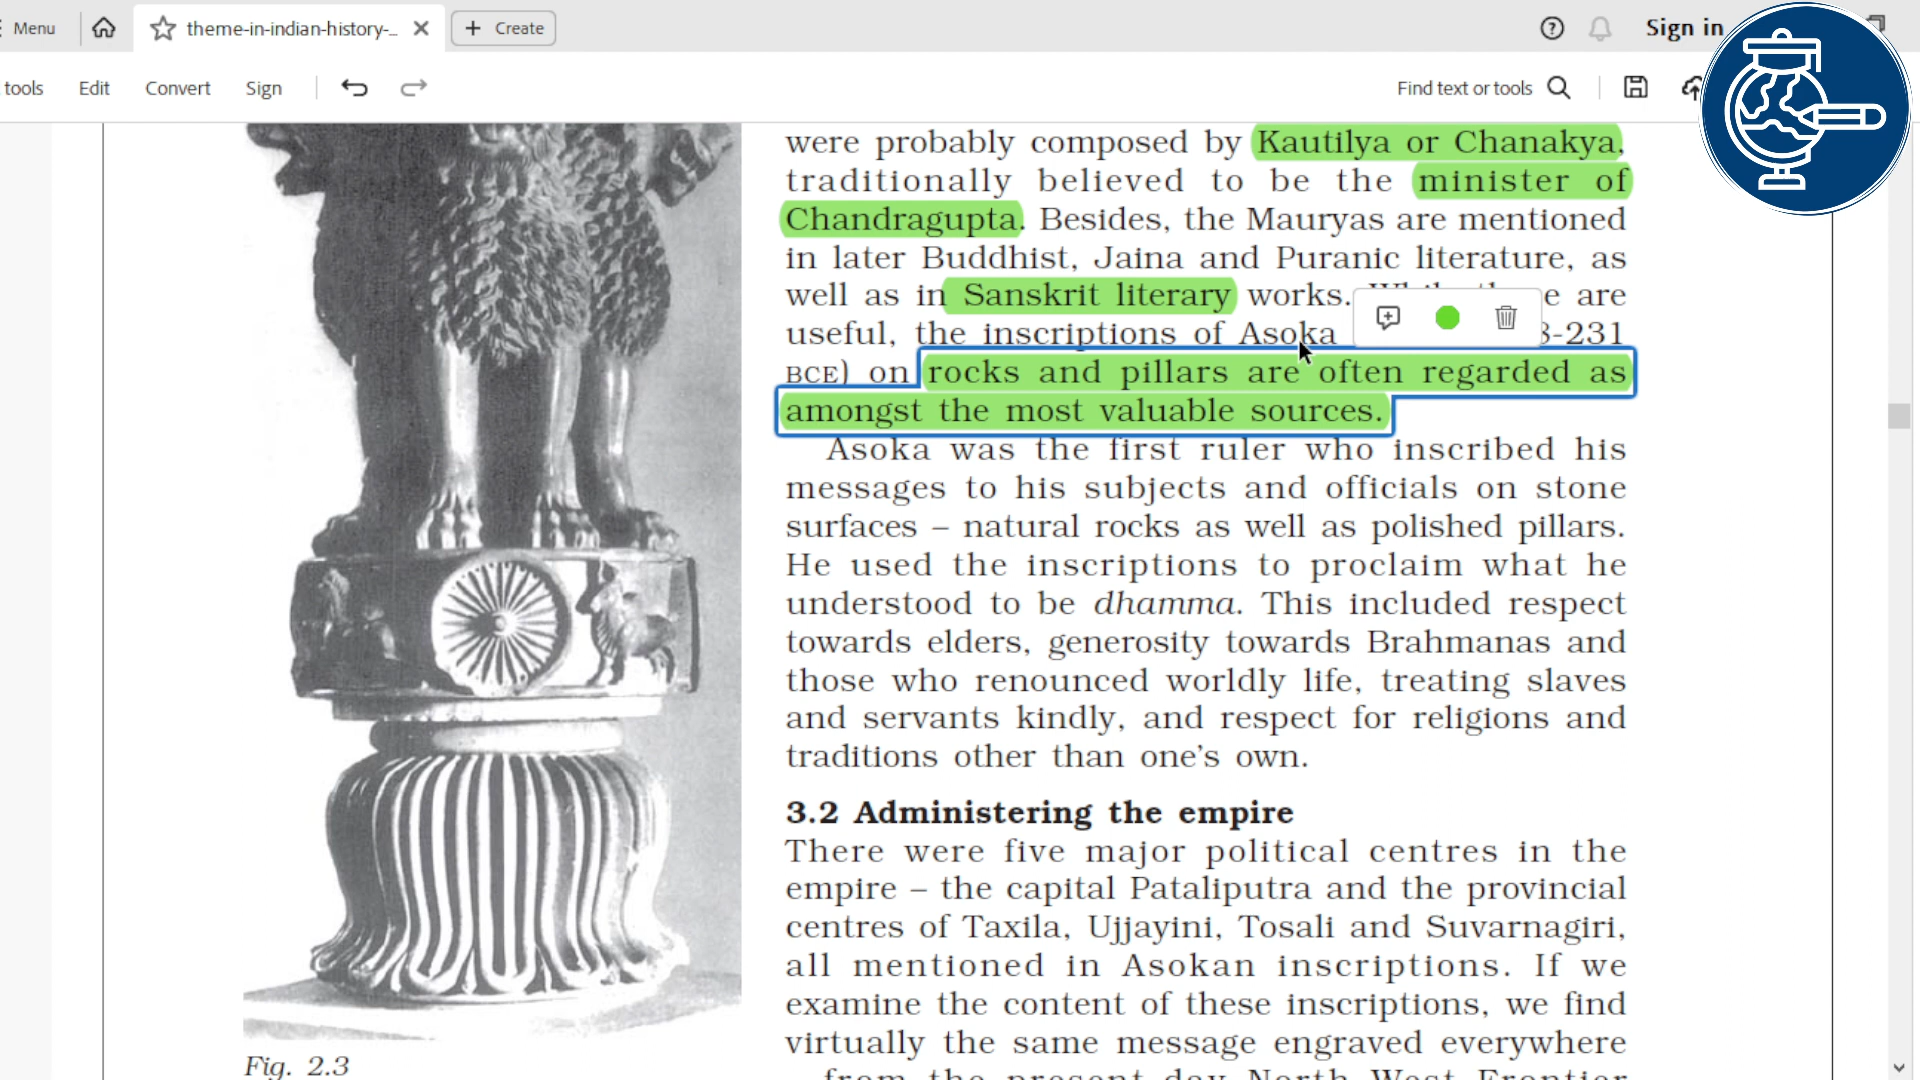 Menu
theme-in-indian-history-_
Create
Sign in
tools
Edit
Convert
Sign
Find text or tools
were probably composed by Kautilya or Chanakya,
traditionally believed to be the minister of
Chandragupta. Besides, the Mauryas are mentioned
in later Buddhist, Jaina and Puranic literature, as
well as in Sanskrit literary works. are
useful, the inscriptions of Asoka -231
BCE) on rocks and pillars are often regarded as
amongst the most valuable sources.
Asoka was the first ruler who inscribed his
messages to his subjects and officials on stone
surfaces – natural rocks as well as polished pillars.
He used the inscriptions to proclaim what he
understood to be dhamma. This included respect
towards elders, generosity towards Brahmanas and
those who renounced worldly life, treating slaves
and servants kindly, and respect for religions and
traditions other than one's own.
3.2 Administering the empire
There were five major political centres in the
empire – the capital Pataliputra and the provincial
centres of Taxila, Ujjayini, Tosali and Suvarnagiri,
all mentioned in Asokan inscriptions. If we
examine the content of these inscriptions, we find
virtually the same message engraved everywhere
from the present day North West Frontier
Fig. 2.3